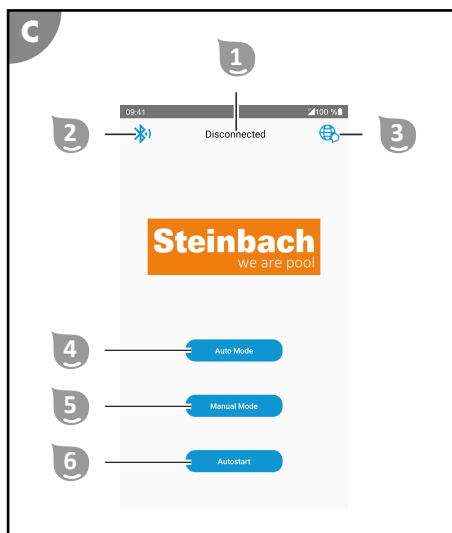 C
1
09:41 100 %
2 Disconnected 3
Steinbach
we are pool
4 Auto Mode
5 Manual Mode
6 Autostart